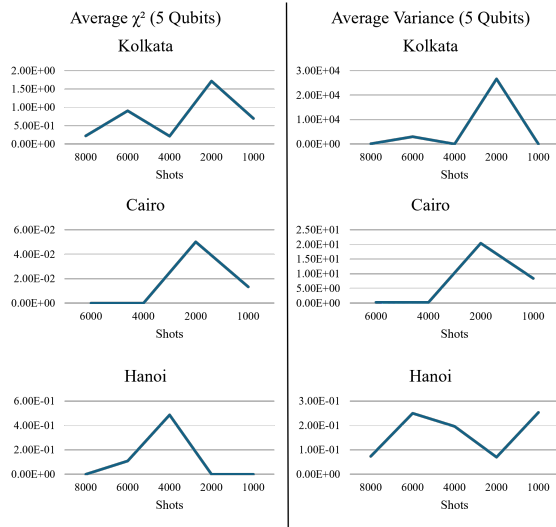 Average χ² (5 Qubits)
Kolkata
2.00E+00
1.50E+00
1.00E+00
5.00E-01
0.00E+00
8000 6000 4000 2000 1000
Shots
Cairo
6.00E-02
4.00E-02
2.00E-02
0.00E+00
6000 4000 2000 1000
Shots
Hanoi
6.00E-01
4.00E-01
2.00E-01
0.00E+00
8000 6000 4000 2000 1000
Shots
Average Variance (5 Qubits)
Kolkata
3.00E+04
2.00E+04
1.00E+04
0.00E+00
8000 6000 4000 2000 1000
Shots
Cairo
2.50E+01
2.00E+01
1.50E+01
1.00E+01
5.00E+00
0.00E+00
6000 4000 2000 1000
Shots
Hanoi
3.00E-01
2.00E-01
1.00E-01
0.00E+00
8000 6000 4000 2000 1000
Shots